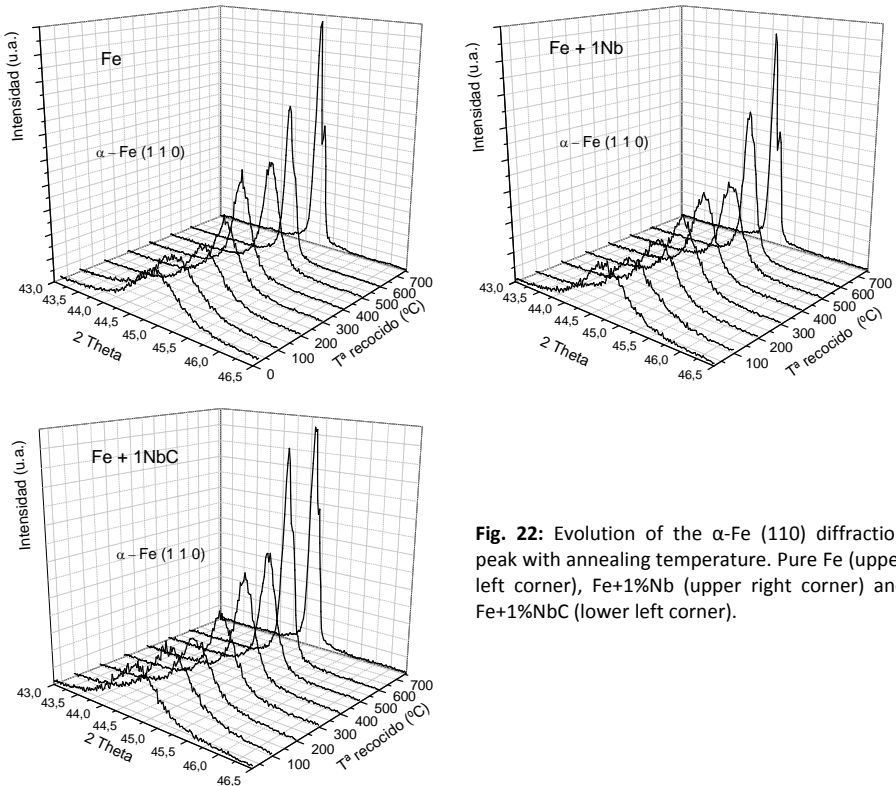 Intensidad (u.a.)
Fe
α – Fe (1 1 0)
43,0
43,5
44,0
44,5
45,0
45,5
46,0
46,5
2 Theta
0
100
200
300
400
500
600
700
Tª recocido (ºC)
Intensidad (u.a.)
Fe + 1Nb
α – Fe (1 1 0)
43,0
43,5
44,0
44,5
45,0
45,5
46,0
46,5
2 Theta
100
200
300
400
500
600
700
Tª recocido (ºC)
Intensidad (u.a.)
Fe + 1NbC
α – Fe (1 1 0)
43,0
43,5
44,0
44,5
45,0
45,5
46,0
46,5
2 Theta
100
200
300
400
500
600
700
Tª recocido (ºC)
Fig. 22: Evolution of the α-Fe (110) diffraction
peak with annealing temperature. Pure Fe (uppe
left corner), Fe+1%Nb (upper right corner) an
Fe+1%NbC (lower left corner).